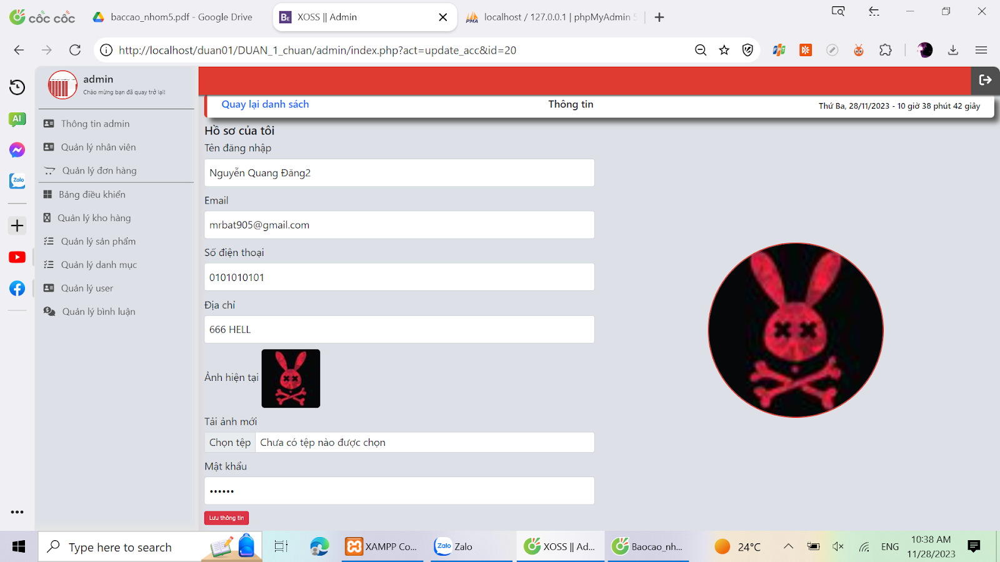 cốc cốc
baccao_nhom5.pdf - Google Drive
XOSS || Admin
localhost / 127.0.0.1 | phpMyAdmin 5
http://localhost/duan01/DUAN_1_chuan/admin/index.php?act=update_acc&id=20
admin
Chào mừng bạn đã quay trở lại!
Quay lại danh sách
Thông tin
Thứ Ba, 28/11/2023 - 10 giờ 38 phút 42 giây
AI
Zalo
Thông tin admin
Quản lý nhân viên
Quản lý đơn hàng
Bảng điều khiển
Quản lý kho hàng
Quản lý sản phẩm
Quản lý danh mục
Quản lý user
Quản lý bình luận
Hồ sơ của tôi
Tên đăng nhập
Nguyễn Quang Đăng2
Email
mrbat905@gmail.com
Số điện thoại
0101010101
Địa chỉ
666 HELL
Ảnh hiện tại
Tải ảnh mới
Chọn tệp
Chưa có tệp nào được chọn
Mật khẩu
••••••
Lưu thông tin
Type here to search
XAMPP Co...
Zalo
Zalo
XOSS || Ad...
Baocao_nh...
24°C
ENG
10:38 AM
11/28/2023